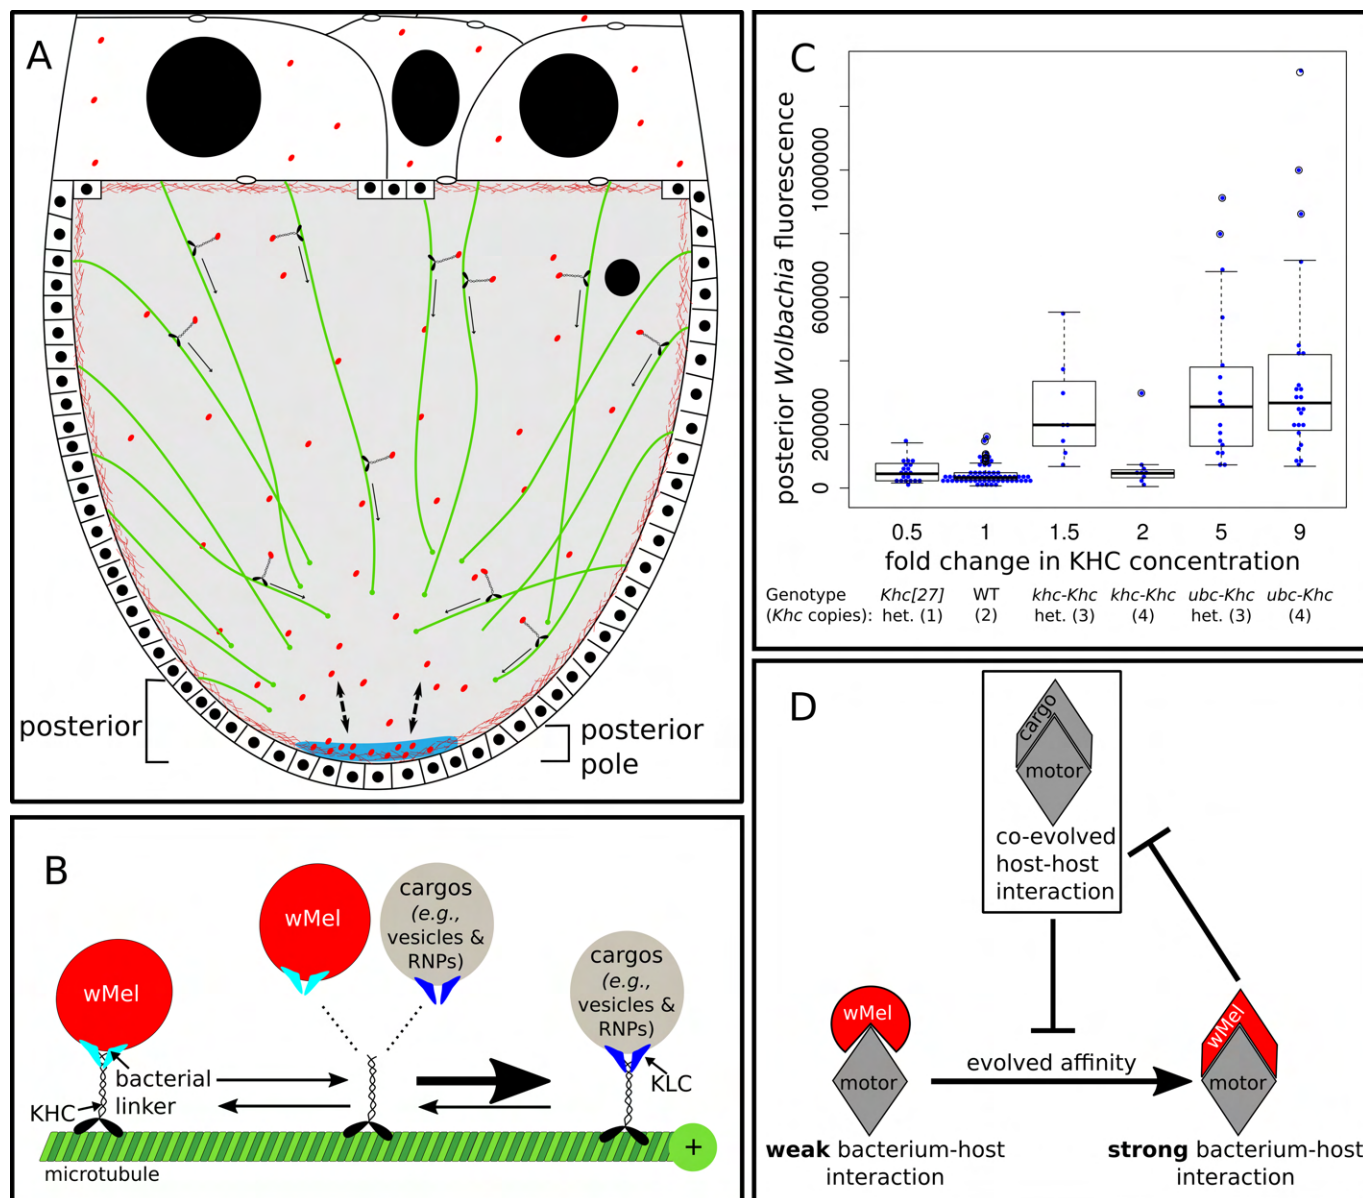 A
posterior
posterior
pole
B
wMel
bacterial
linker
KHC
wMel
cargos
(e.g.,
vesicles &
RNPs)
cargos
(e.g.,
vesicles &
RNPs)
KLC
+
microtubule
C
posterior Wolbachia fluorescence
0
200000
600000
1000000
0.5 1 1.5 2 5 9
fold change in KHC concentration
Genotype Khc[27] WT khc-Khc khc-Khc ubc-Khc ubc-Khc
(Khc copies): het. (1) (2) het. (3) (4) het. (3) (4)
D
cargo
motor
co-evolved
host-host
interaction
wMel
motor
evolved affinity
wMel
motor
weak bacterium-host
interaction
strong bacterium-host
interaction